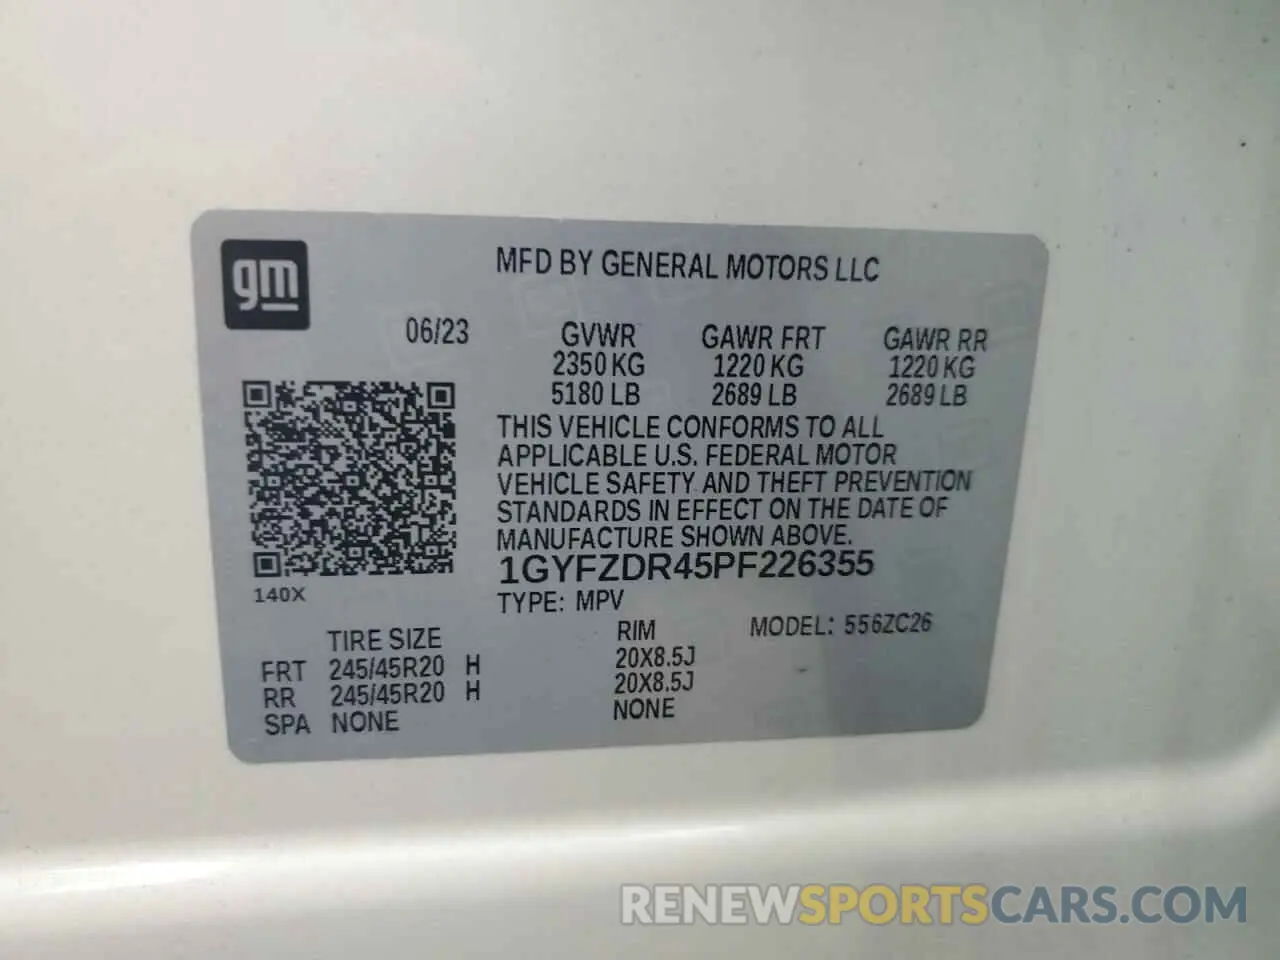 gm
MFD BY GENERAL MOTORS LLC
06/23 GVWR GAWR FRT GAWR RR
2350 KG 1220 KG 1220 KG
5180 LB 2689 LB 2689 LB
THIS VEHICLE CONFORMS TO ALL
APPLICABLE U.S. FEDERAL MOTOR
VEHICLE SAFETY AND THEFT PREVENTION
STANDARDS IN EFFECT ON THE DATE OF
MANUFACTURE SHOWN ABOVE.
1GYFZDR45PF226355
140X
TYPE: MPV
TIRE SIZE RIM MODEL: 556ZC26
FRT 245/45R20 H 20X8.5J
RR 245/45R20 H 20X8.5J
SPA NONE NONE
RENEWSPORTSCARS.COM